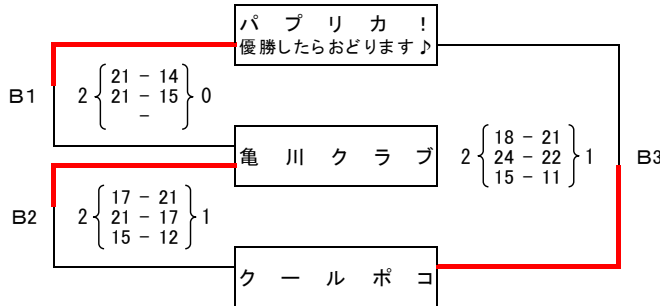 パプリカ！
優勝したらおどります♪
B1
2 { 21 - 14 } 0
21 - 15
-
亀川クラブ
2 { 18 - 21 } 1
24 - 22
15 - 11
B3
B2
2 { 17 - 21 } 1
21 - 17
15 - 12
クールポコ